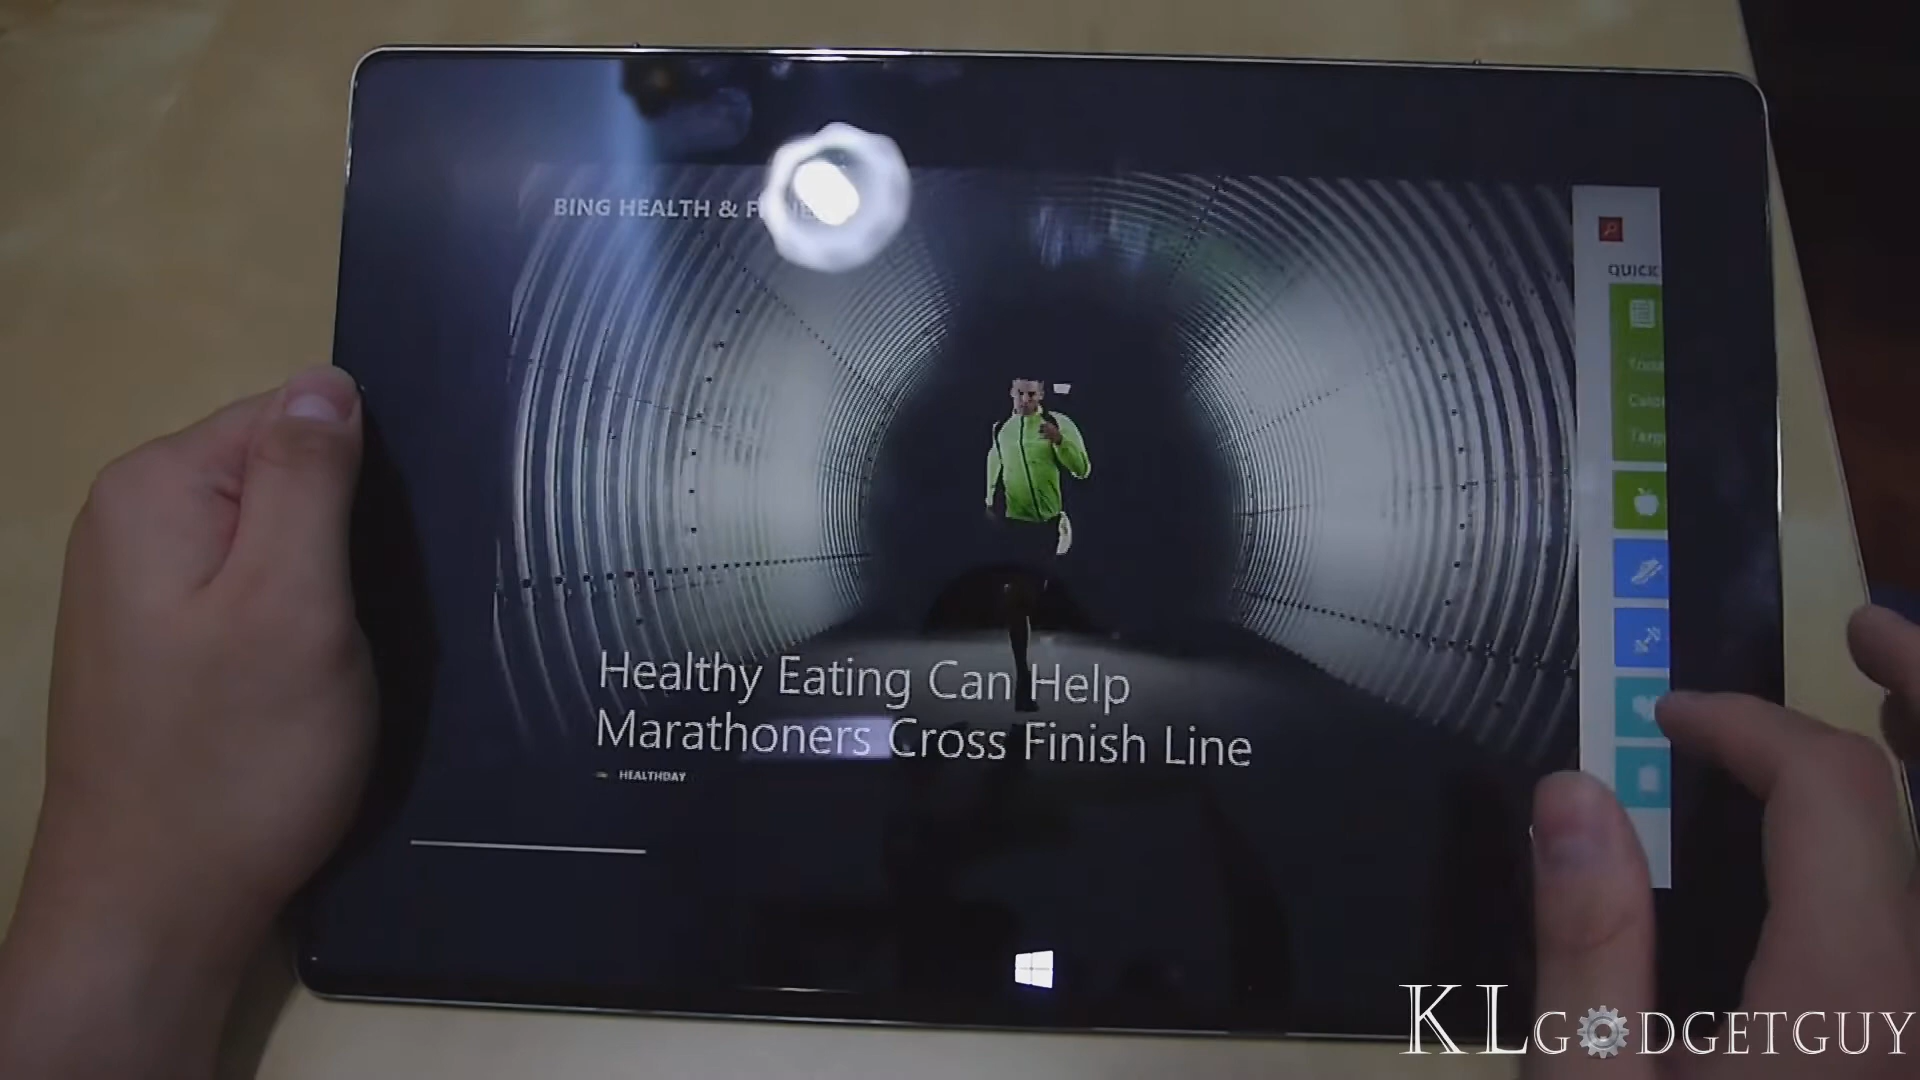 BING HEALTH &
QUICK
Healthy Eating Can Help
Marathoners Cross Finish Line
HEALTHDAY
KLGADGETGUY